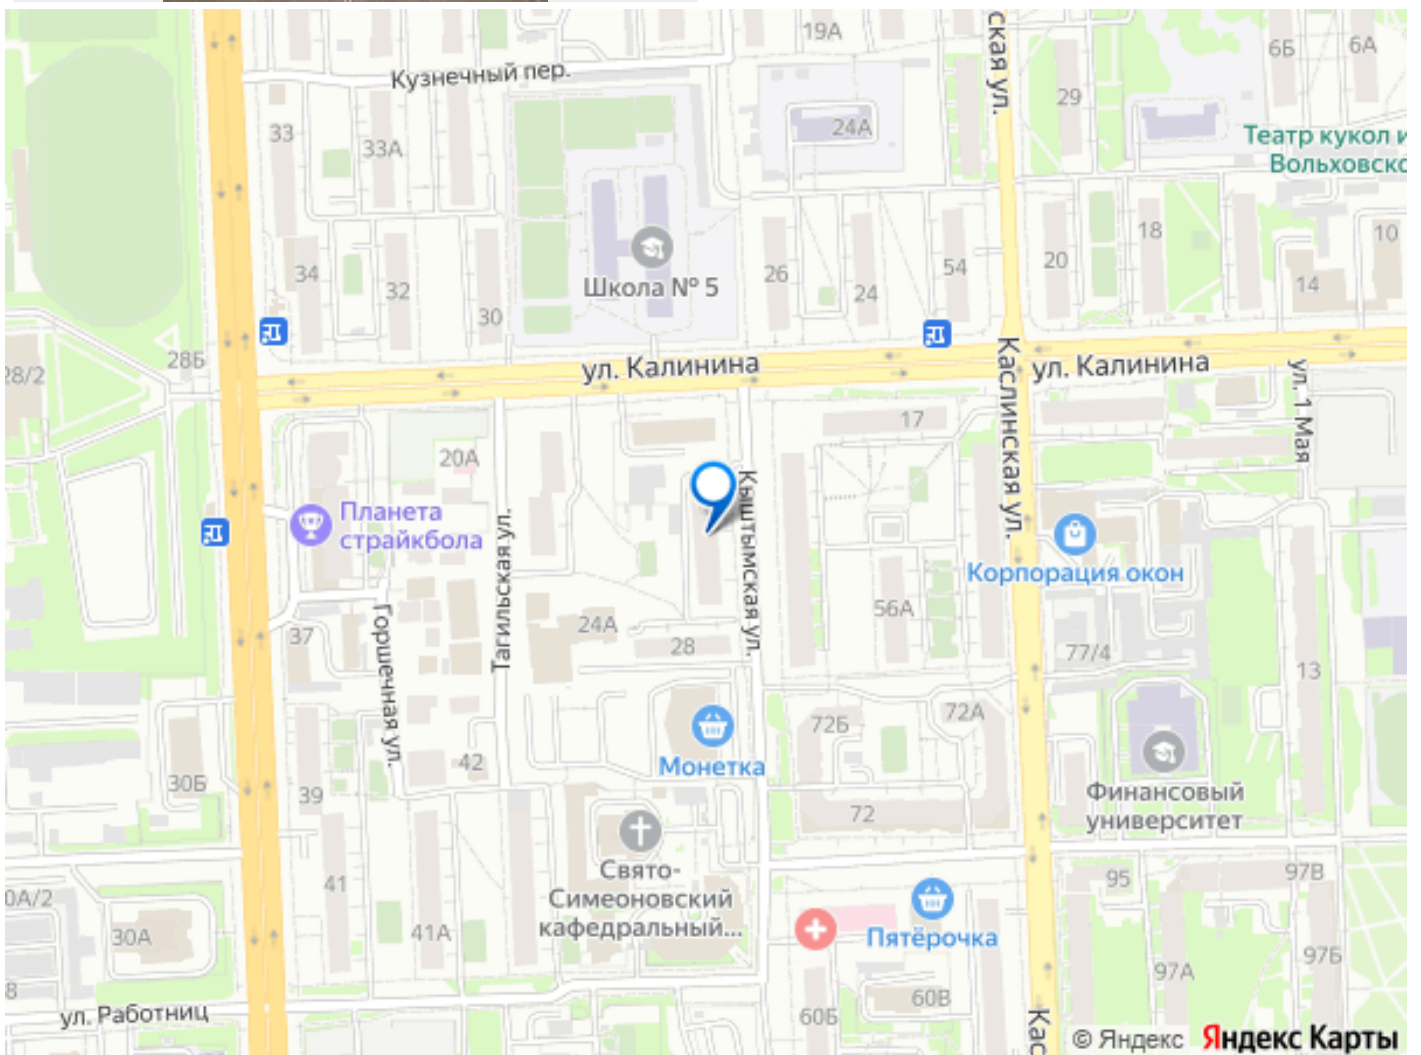 19А
ская ул.
6Б
6А
Кузнечный пер.
29
33
33А
24А
Театр кукол и
Вольховско
18
10
34
32
30
Школа № 5
26
24
54
20
14
28Б
28/2
ул. Калинина
Каслинская ул.
ул. Калинина
ул. 1 Мая
17
20А
Кыштымская ул.
Планета
страйкбола
Тагильская ул.
Корпорация окон
Горшечная ул.
37
24А
28
56А
77/4
13
72Б
72А
42
Монетка
30Б
39
72
Финансовый
университет
Свято-
Симеоновский
кафедральный...
41
0А/2
95
97В
30А
41А
Пятёрочка
97Б
97А
8
ул. Работниц
60Б
60В
Кас
© Яндекс Яндекс Карты